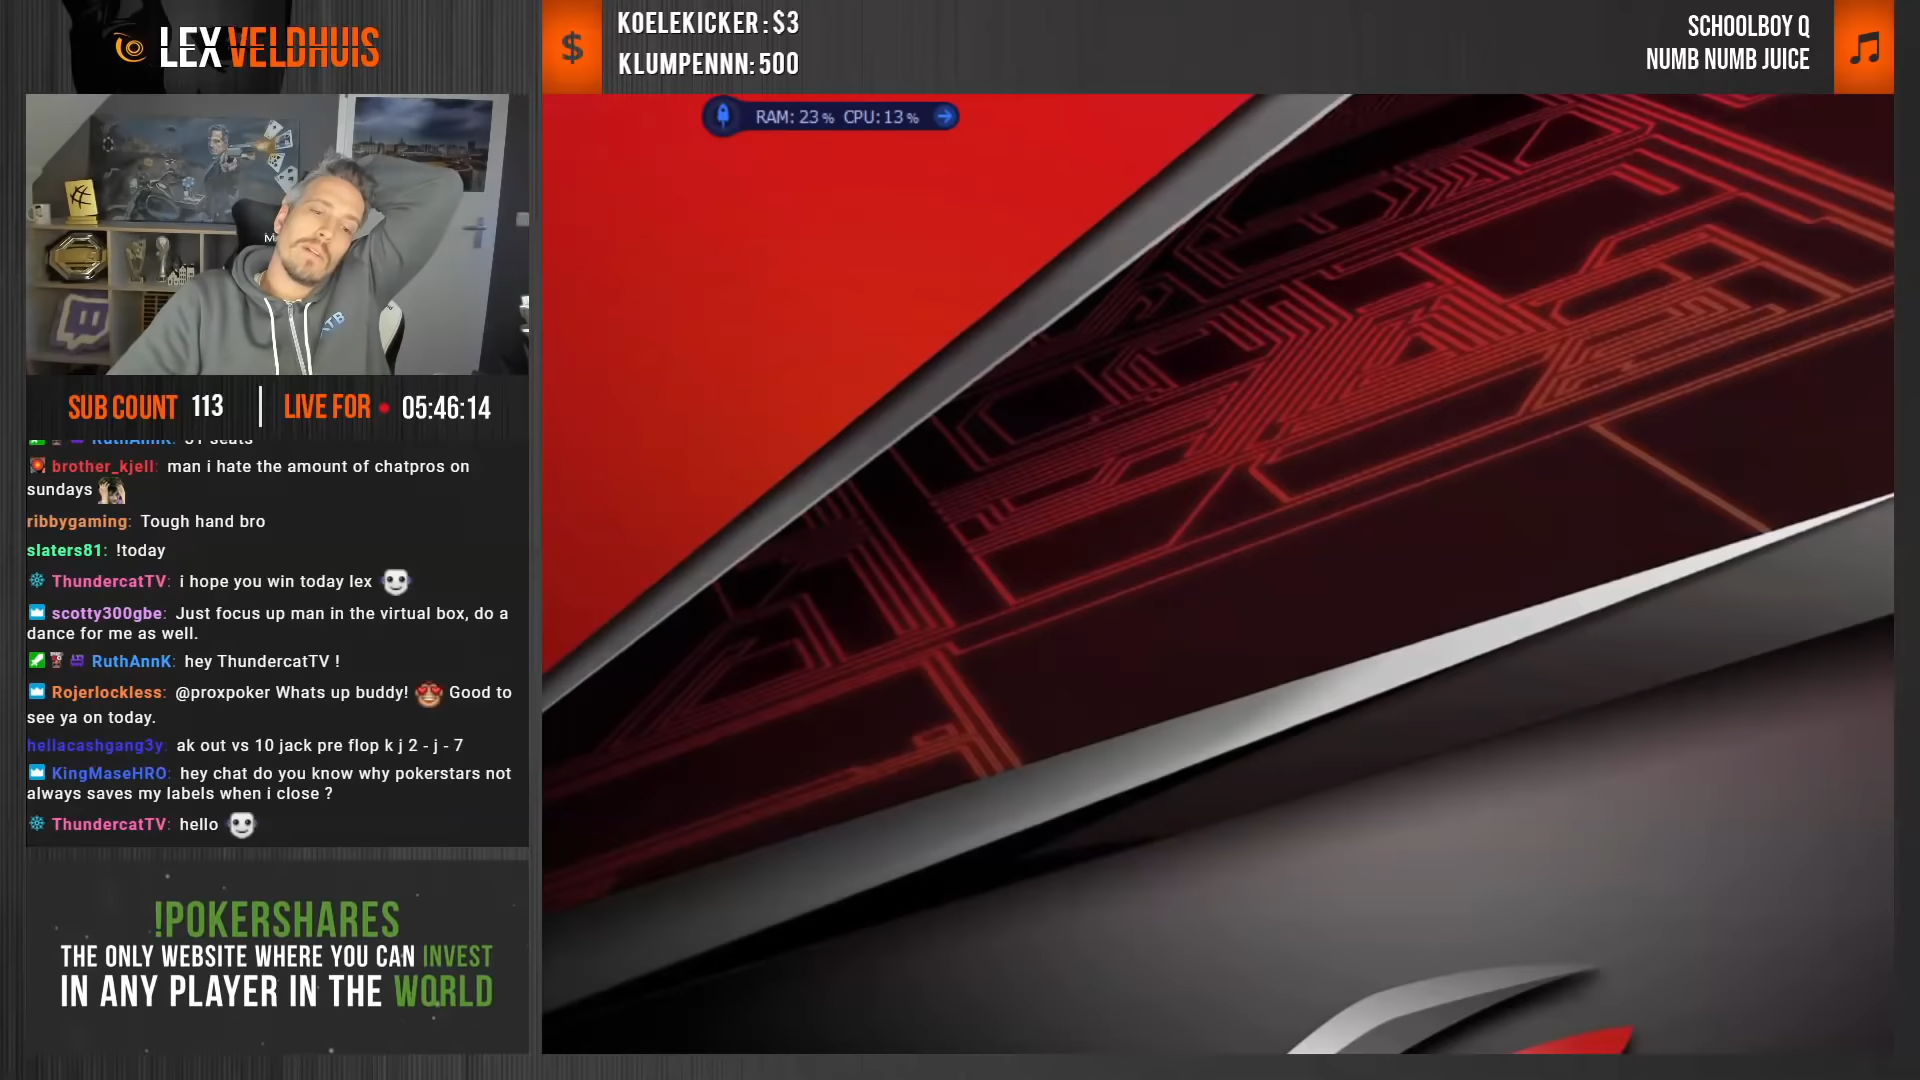 LEX VELDHUIS
$
KOELEKICKER : $3
KLUMPENNN: 500
SCHOOLBOY Q
NUMB NUMB JUICE
RAM: 23 % CPU: 13 %
SUB COUNT 113
LIVE FOR 05:46:14
RuthAnnK: 31 seats
brother_kjell: man i hate the amount of chatpros on
sundays
ribbygaming: Tough hand bro
slaters81: !today
ThundercatTV: i hope you win today lex
scotty300gbe: Just focus up man in the virtual box, do a
dance for me as well.
RuthAnnK: hey ThundercatTV !
Rojerlockless: @proxpoker Whats up buddy! Good to
see ya on today.
hellacashgang3y: ak out vs 10 jack pre flop k j 2 - j - 7
KingMaseHRO: hey chat do you know why pokerstars not
always saves my labels when i close ?
ThundercatTV: hello
!POKERSHARES
THE ONLY WEBSITE WHERE YOU CAN INVEST
IN ANY PLAYER IN THE WORLD